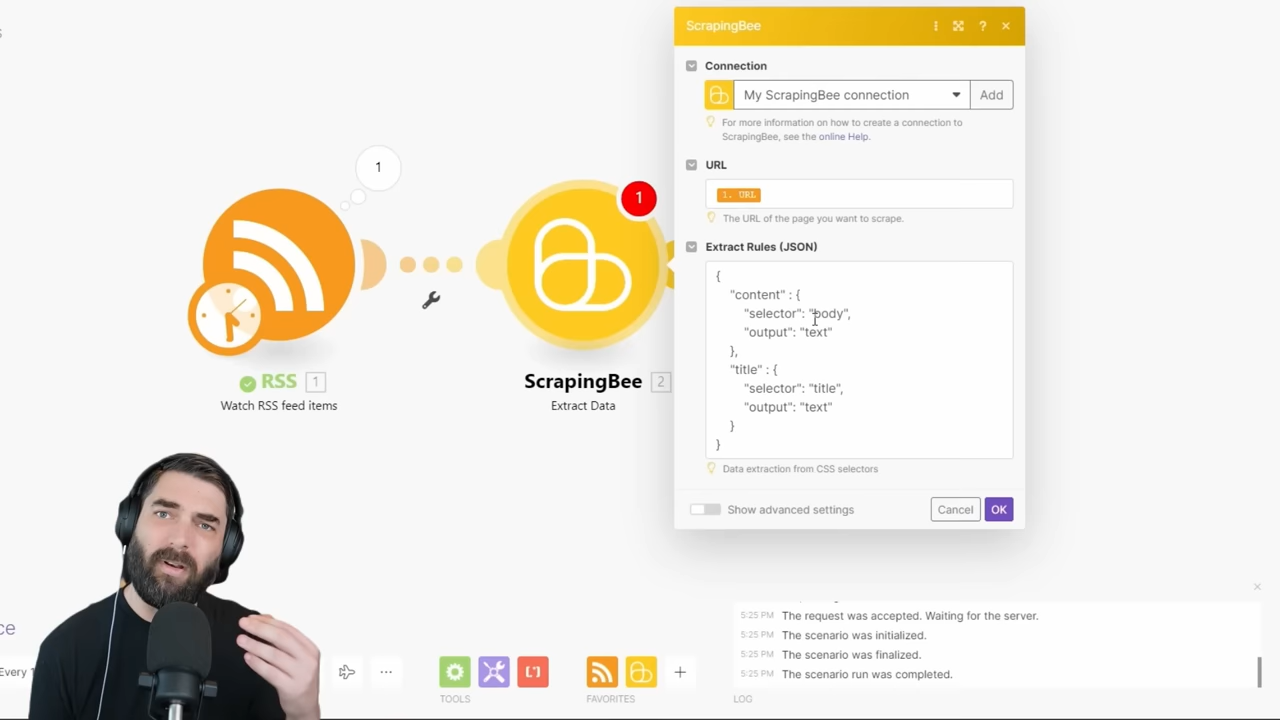 ScrapingBee
?
Connection
My ScrapingBee connection
Add
For more information on how to create a connection to
ScrapingBee, see the online Help.
URL
1. URL
The URL of the page you want to scrape.
Extract Rules (JSON)
{
"content" : {
"selector": "body",
"output": "text"
},
"title" : {
"selector": "title",
"output": "text"
}
}
Data extraction from CSS selectors
Show advanced settings
Cancel
OK
1
1
RSS 1
Watch RSS feed items
ScrapingBee 2
Extract Data
ce
Every 1
...
TOOLS
FAVORITES
LOG
5:25 PM The request was accepted. Waiting for the server.
5:25 PM The scenario was initialized.
5:25 PM The scenario was finalized.
5:25 PM The scenario run was completed.